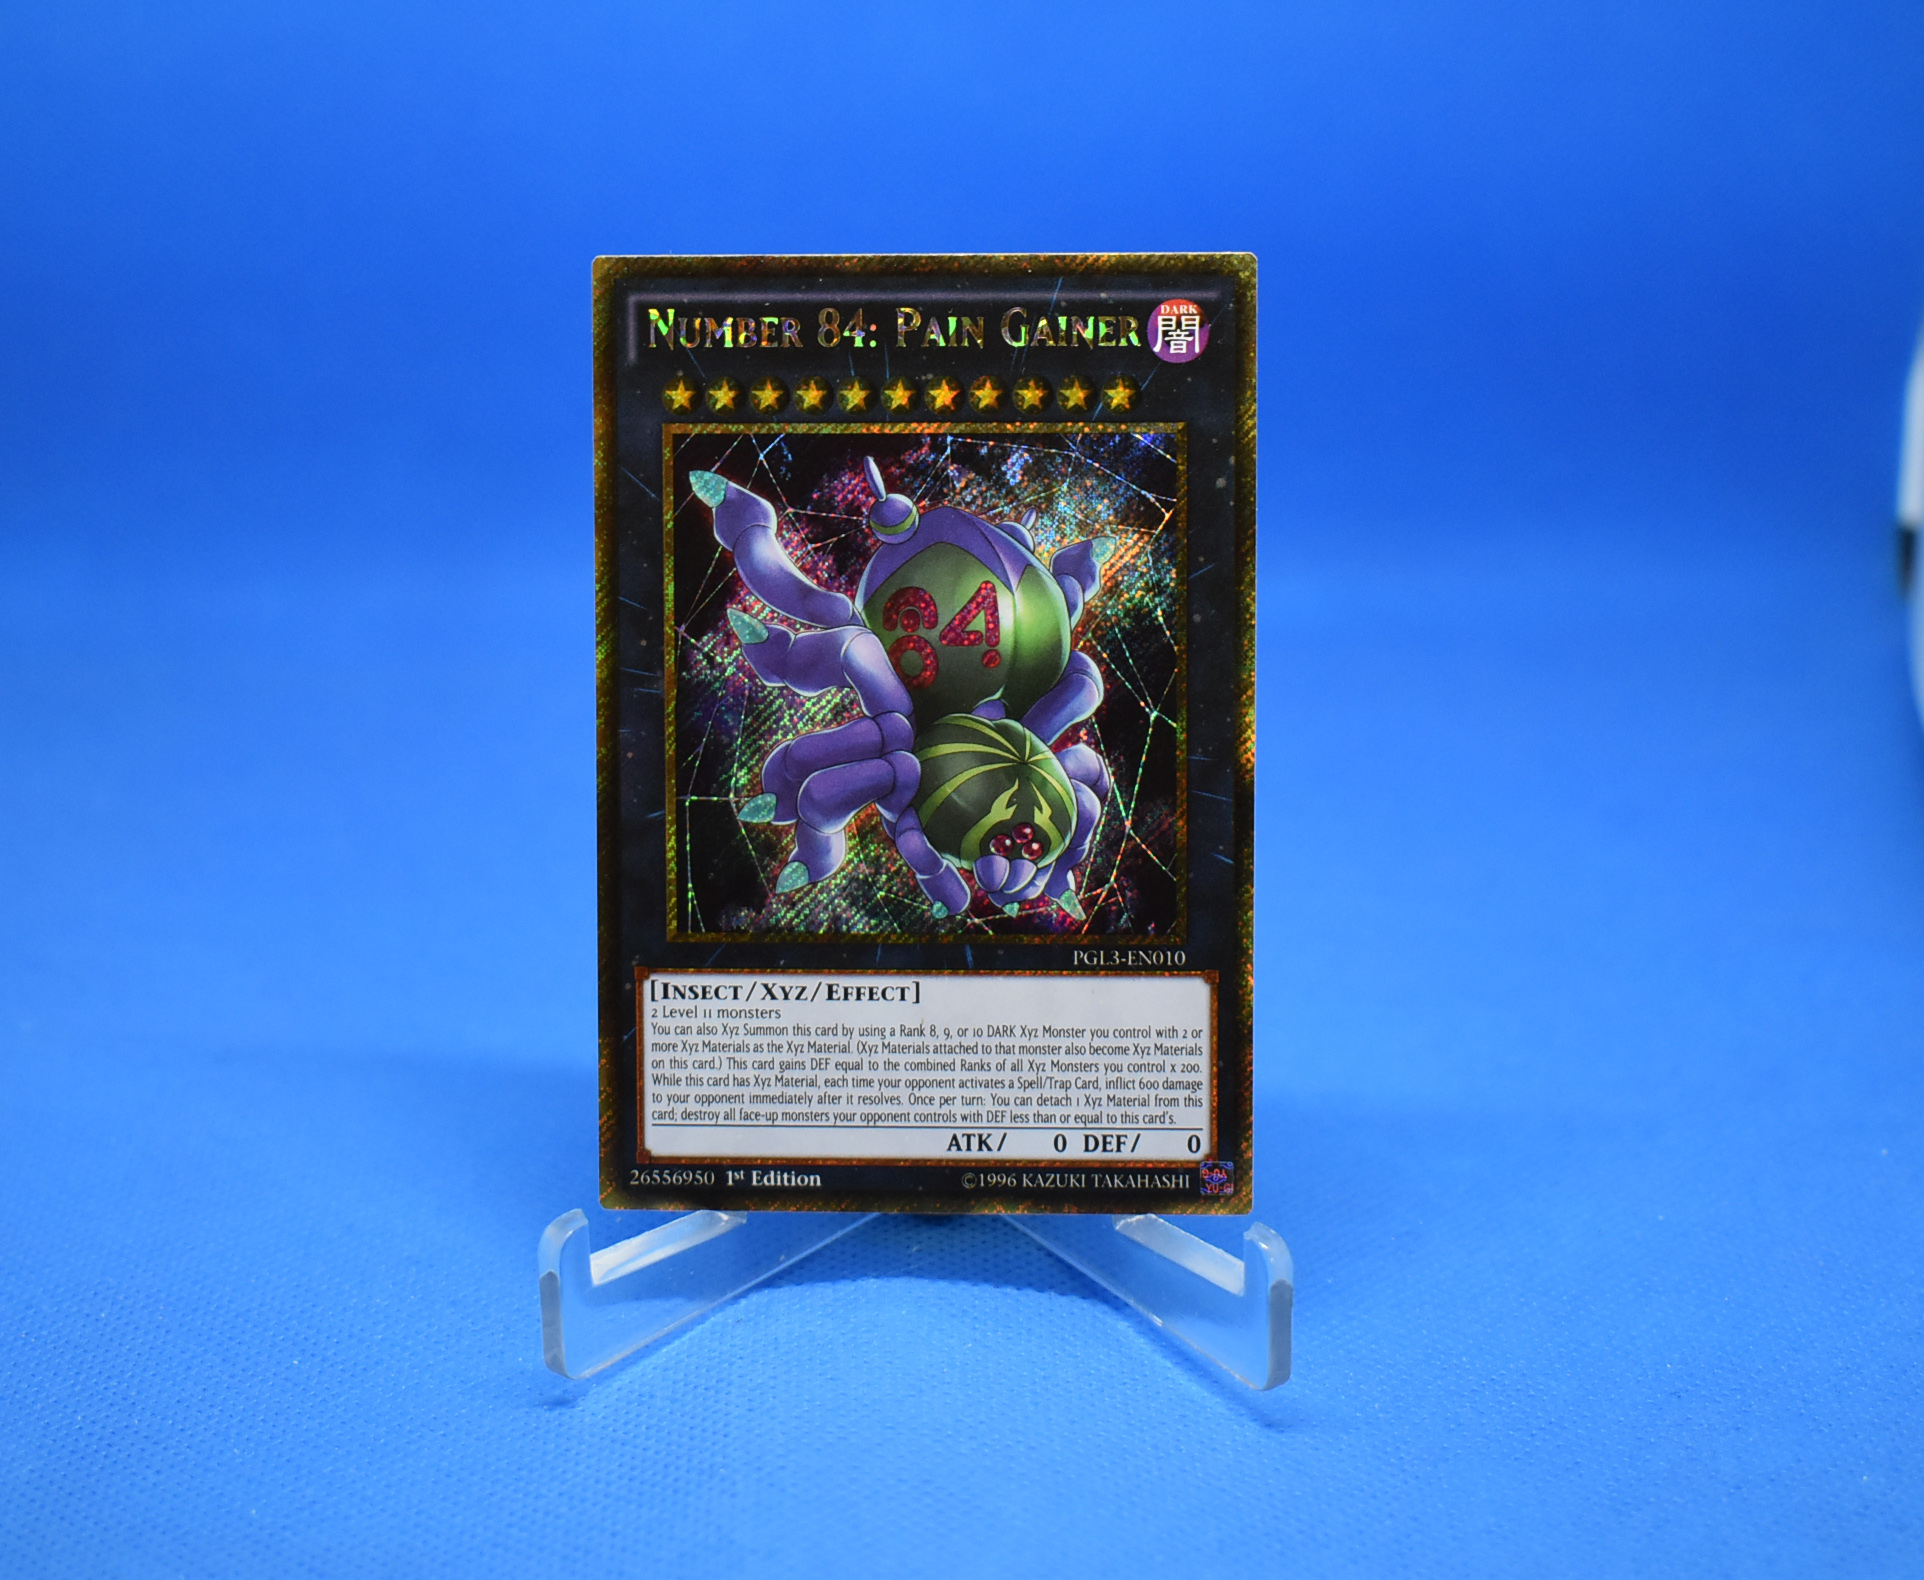 NUMBER 84: PAIN GAINER
DARK
闇
84
PGL3-EN010
[INSECT/XYZ/EFFECT]
2 Level 11 monsters
You can also Xyz Summon this card by using a Rank 8, 9, or 10 DARK Xyz Monster you control with 2 or
more Xyz Materials as the Xyz Material. (Xyz Materials attached to that monster also become Xyz Materials
on this card.) This card gains DEF equal to the combined Ranks of all Xyz Monsters you control x 200.
While this card has Xyz Material, each time your opponent activates a Spell/Trap Card, inflict 600 damage
to your opponent immediately after it resolves. Once per turn: You can detach 1 Xyz Material from this
card; destroy all face-up monsters your opponent controls with DEF less than or equal to this card's.
ATK/ 0 DEF/ 0
26556950 1st Edition ©1996 KAZUKI TAKAHASHI